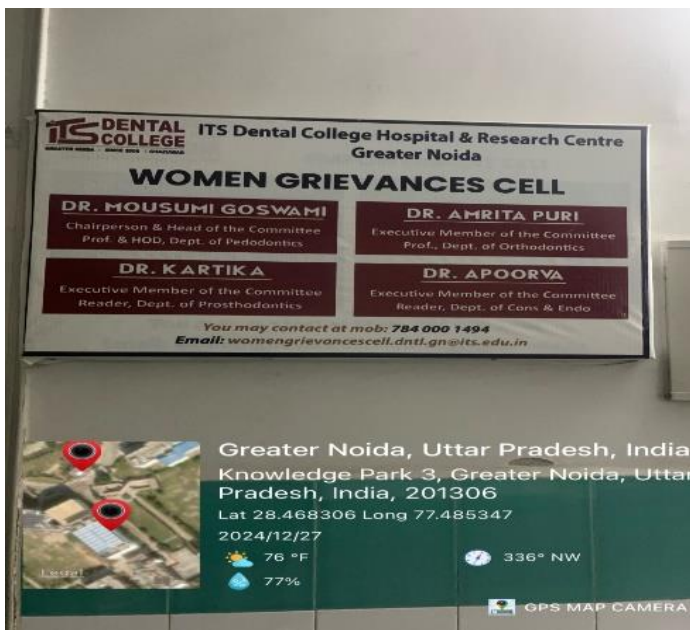 ITS DENTAL COLLEGE
GREATER NOIDA
ITS Dental College Hospital & Research Centre
Greater Noida
WOMEN GRIEVANCES CELL
DR. MOUSUMI GOSWAMI
Chairperson & Head of the Committee
Prof. & HOD, Dept. of Pedodontics
DR. AMRITA PURI
Executive Member of the Committee
Prof., Dept. of Orthodontics
DR. KARTIKA
Executive Member of the Committee
Reader, Dept. of Prosthodontics
DR. APOORVA
Executive Member of the Committee
Reader, Dept. of Cons & Endo
You may contact at mob: 784 000 1494
Email: womengrievancescell.dntl.gn@its.edu.in
Greater Noida, Uttar Pradesh, India
Knowledge Park 3, Greater Noida, Uttar
Pradesh, India, 201306
Lat 28.468306 Long 77.485347
2024/12/27
76 °F
336° NW
77%
Legal
GPS MAP CAMERA